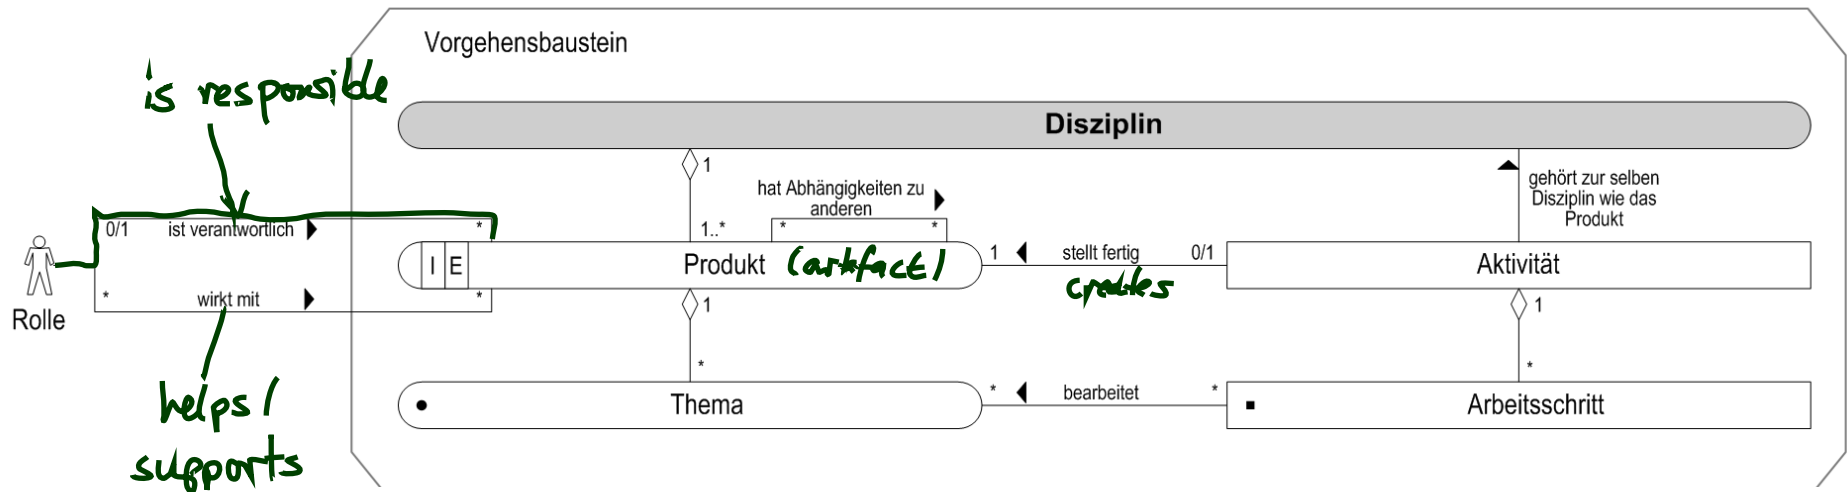 Vorgehensbaustein
is responsible
Disziplin
1
hat Abhängigkeiten zu
anderen
gehört zur selben
Disziplin wie das
Produkt
0/1 ist verantwortlich *
1..* * *
I E Produkt (artifact)
1 stellt fertig 0/1
creates
Aktivität
* wirkt mit *
Rolle
1
1
*
*
helps /
supports
Thema
* bearbeitet *
Arbeitsschritt